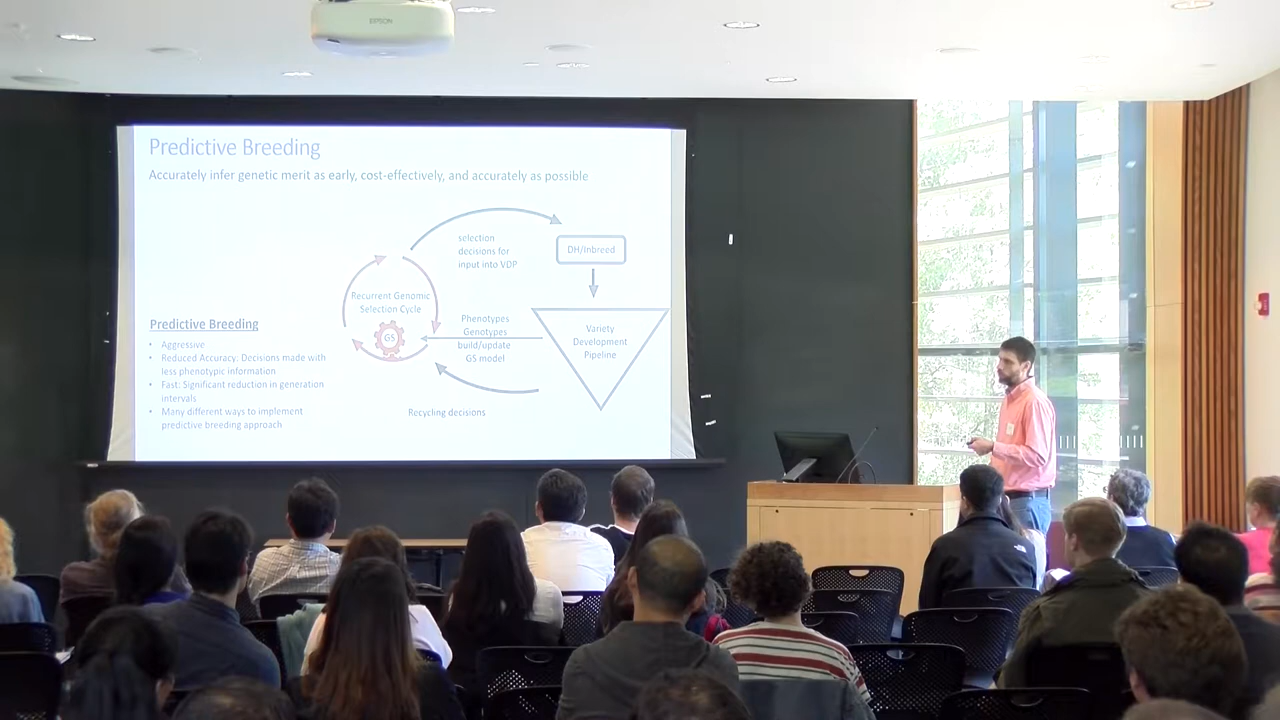 EPSON
Predictive Breeding
Accurately infer genetic merit as early, cost-effectively, and accurately as possible
selection
decisions for
input into VDP
DH/Inbreed
Recurrent Genomic
Selection Cycle
GS
Phenotypes
Genotypes
build/update
GS model
Variety
Development
Pipeline
Recycling decisions
Predictive Breeding
• Aggressive
• Reduced Accuracy: Decisions made with
less phenotypic information
• Fast: Significant reduction in generation
intervals
• Many different ways to implement
predictive breeding approach